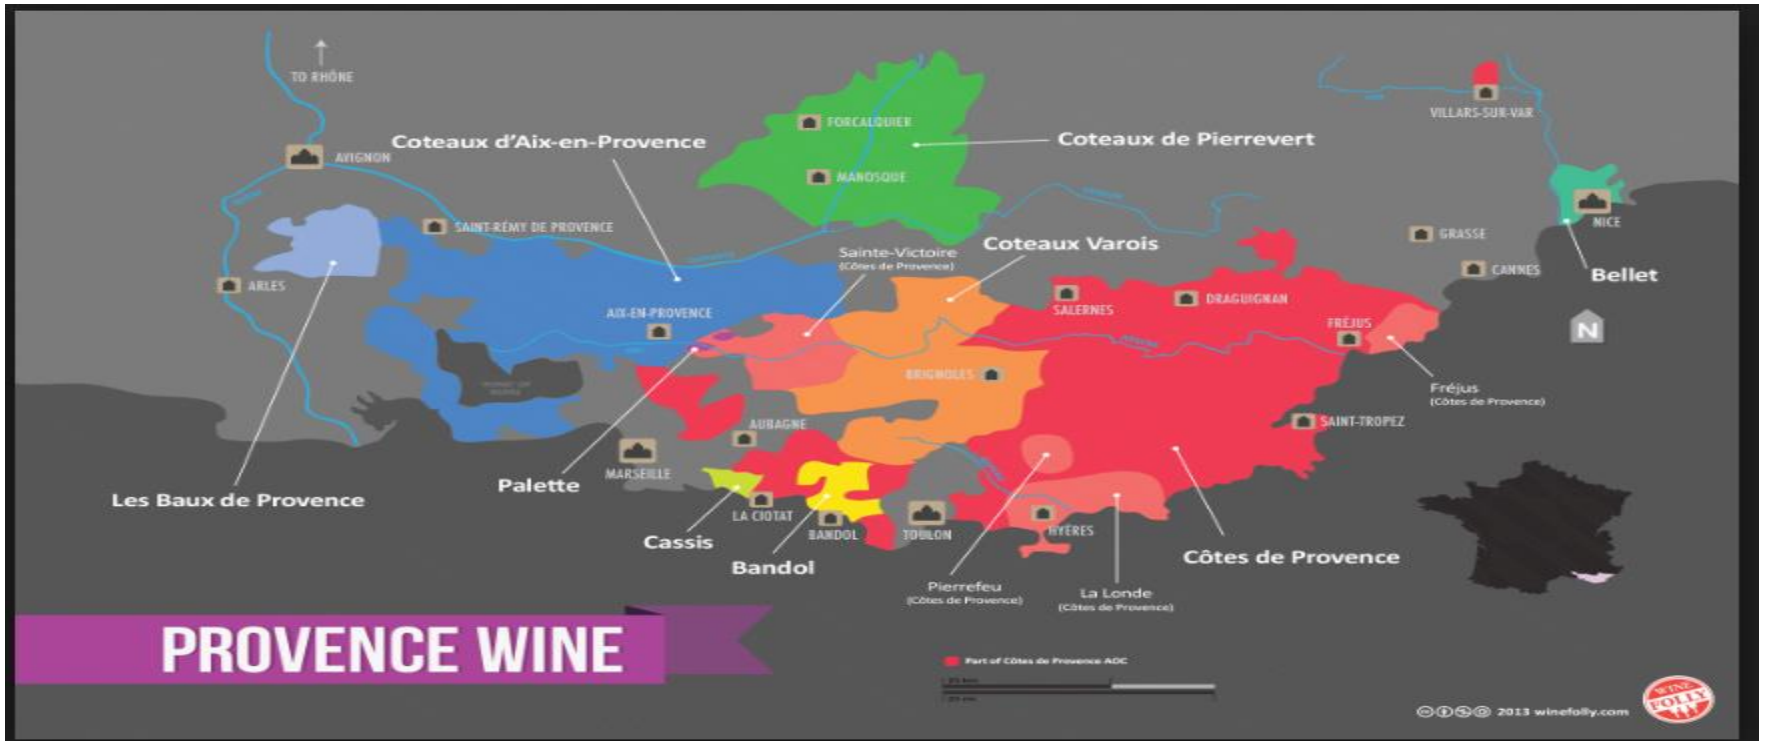 TO RHÔNE
Coteaux d'Aix-en-Provence
AVIGNON
FORCALQUIER
Coteaux de Pierrevert
VILLARS-SUR-VAR
MANOSQUE
SAINT-RÉMY DE PROVENCE
NICE
GRASSE
Sainte-Victoire
(Côtes de Provence)
Coteaux Varois
CANNES
Bellet
ARLES
SALERNES
DRAGUIGNAN
AIX-EN-PROVENCE
FRÉJUS
N
BRIGNOLES
Fréjus
(Côtes de Provence)
SAINT-TROPEZ
AUBAGNE
MARSEILLE
Les Baux de Provence
Palette
LA CIOTAT
BANDOL
TOULON
HYÈRES
Cassis
Bandol
Côtes de Provence
Pierrefeu
(Côtes de Provence)
La Londe
(Côtes de Provence)
PROVENCE WINE
Part of Côtes de Provence AOC
2013 winefolly.com
WINE
FOLLY